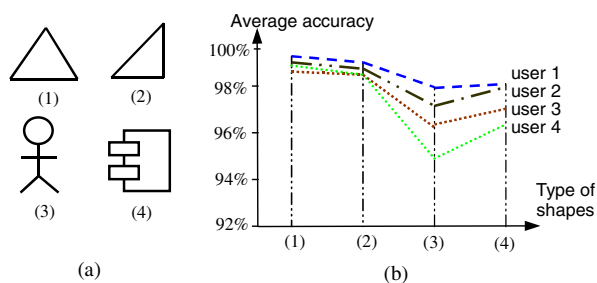 (1)
(2)
(3)
(4)
(a)
Average accuracy
100%
98%
96%
94%
92%
user 1
user 2
user 3
user 4
Type of
shapes
(1)
(2)
(3)
(4)
(b)